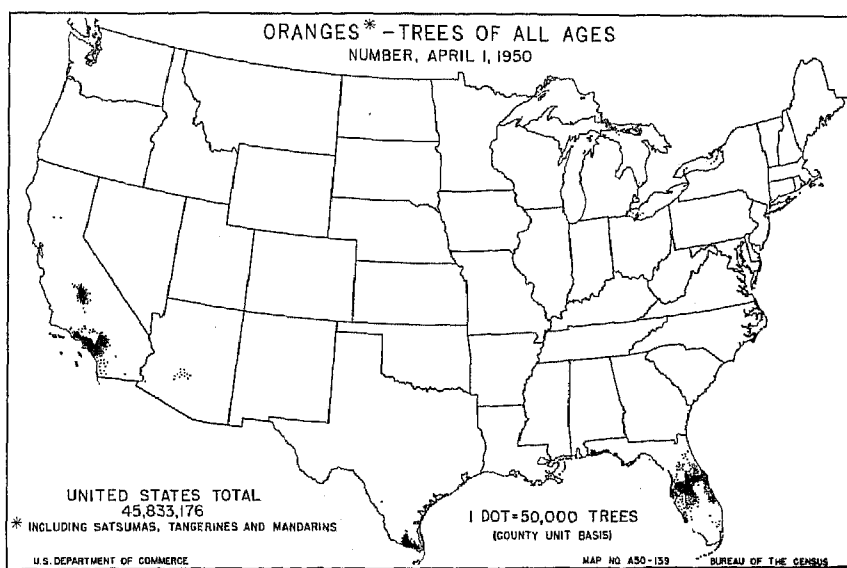 ORANGES* - TREES OF ALL AGES
NUMBER, APRIL 1, 1950
UNITED STATES TOTAL
45,833,176
* INCLUDING SATSUMAS, TANGERINES AND MANDARINS
1 DOT=50,000 TREES
(COUNTY UNIT BASIS)
U.S. DEPARTMENT OF COMMERCE
MAP NO. A50-139
BUREAU OF THE CENSUS